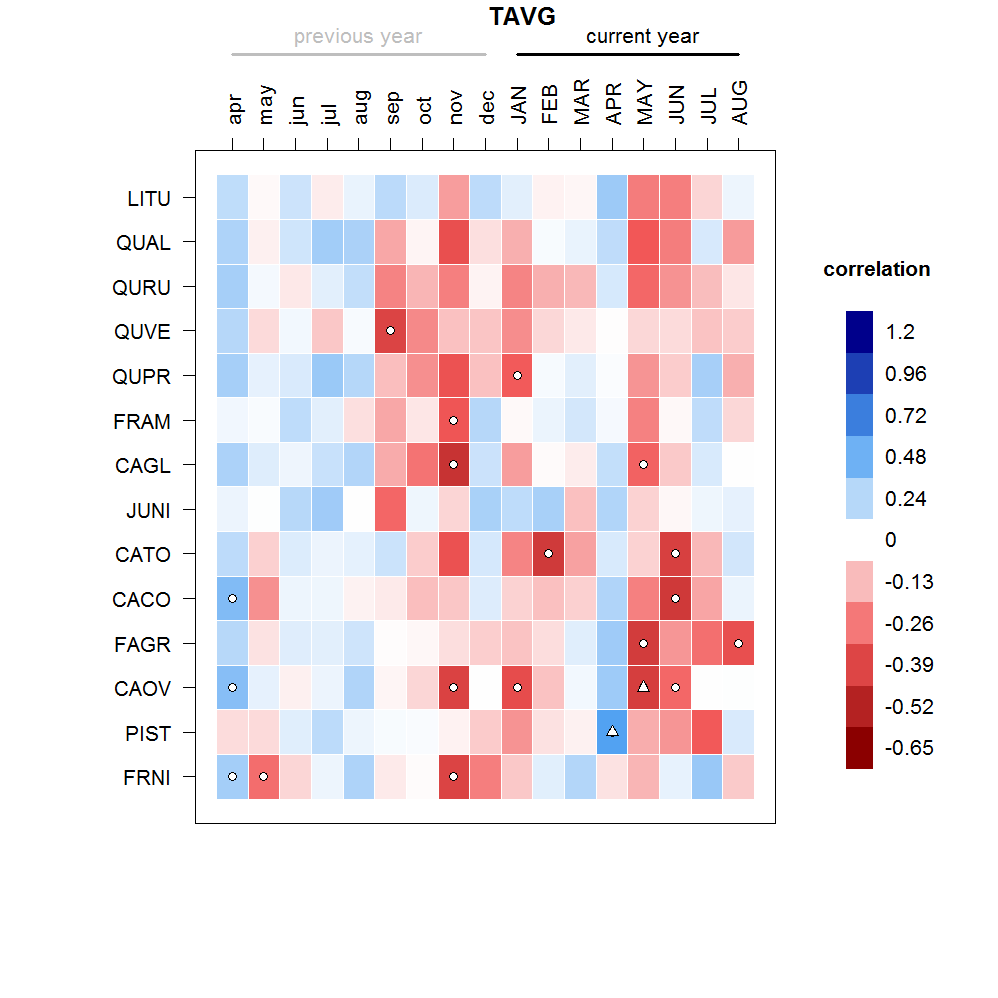 TAVG
previous year current year
apr may jun jul aug sep oct nov dec JAN FEB MAR APR MAY JUN JUL AUG
LITU
QUAL
QURU
QUVE
QUPR
FRAM
CAGL
JUNI
CATO
CACO
FAGR
CAOV
PIST
FRNI
correlation
1.2
0.96
0.72
0.48
0.24
0
-0.13
-0.26
-0.39
-0.52
-0.65